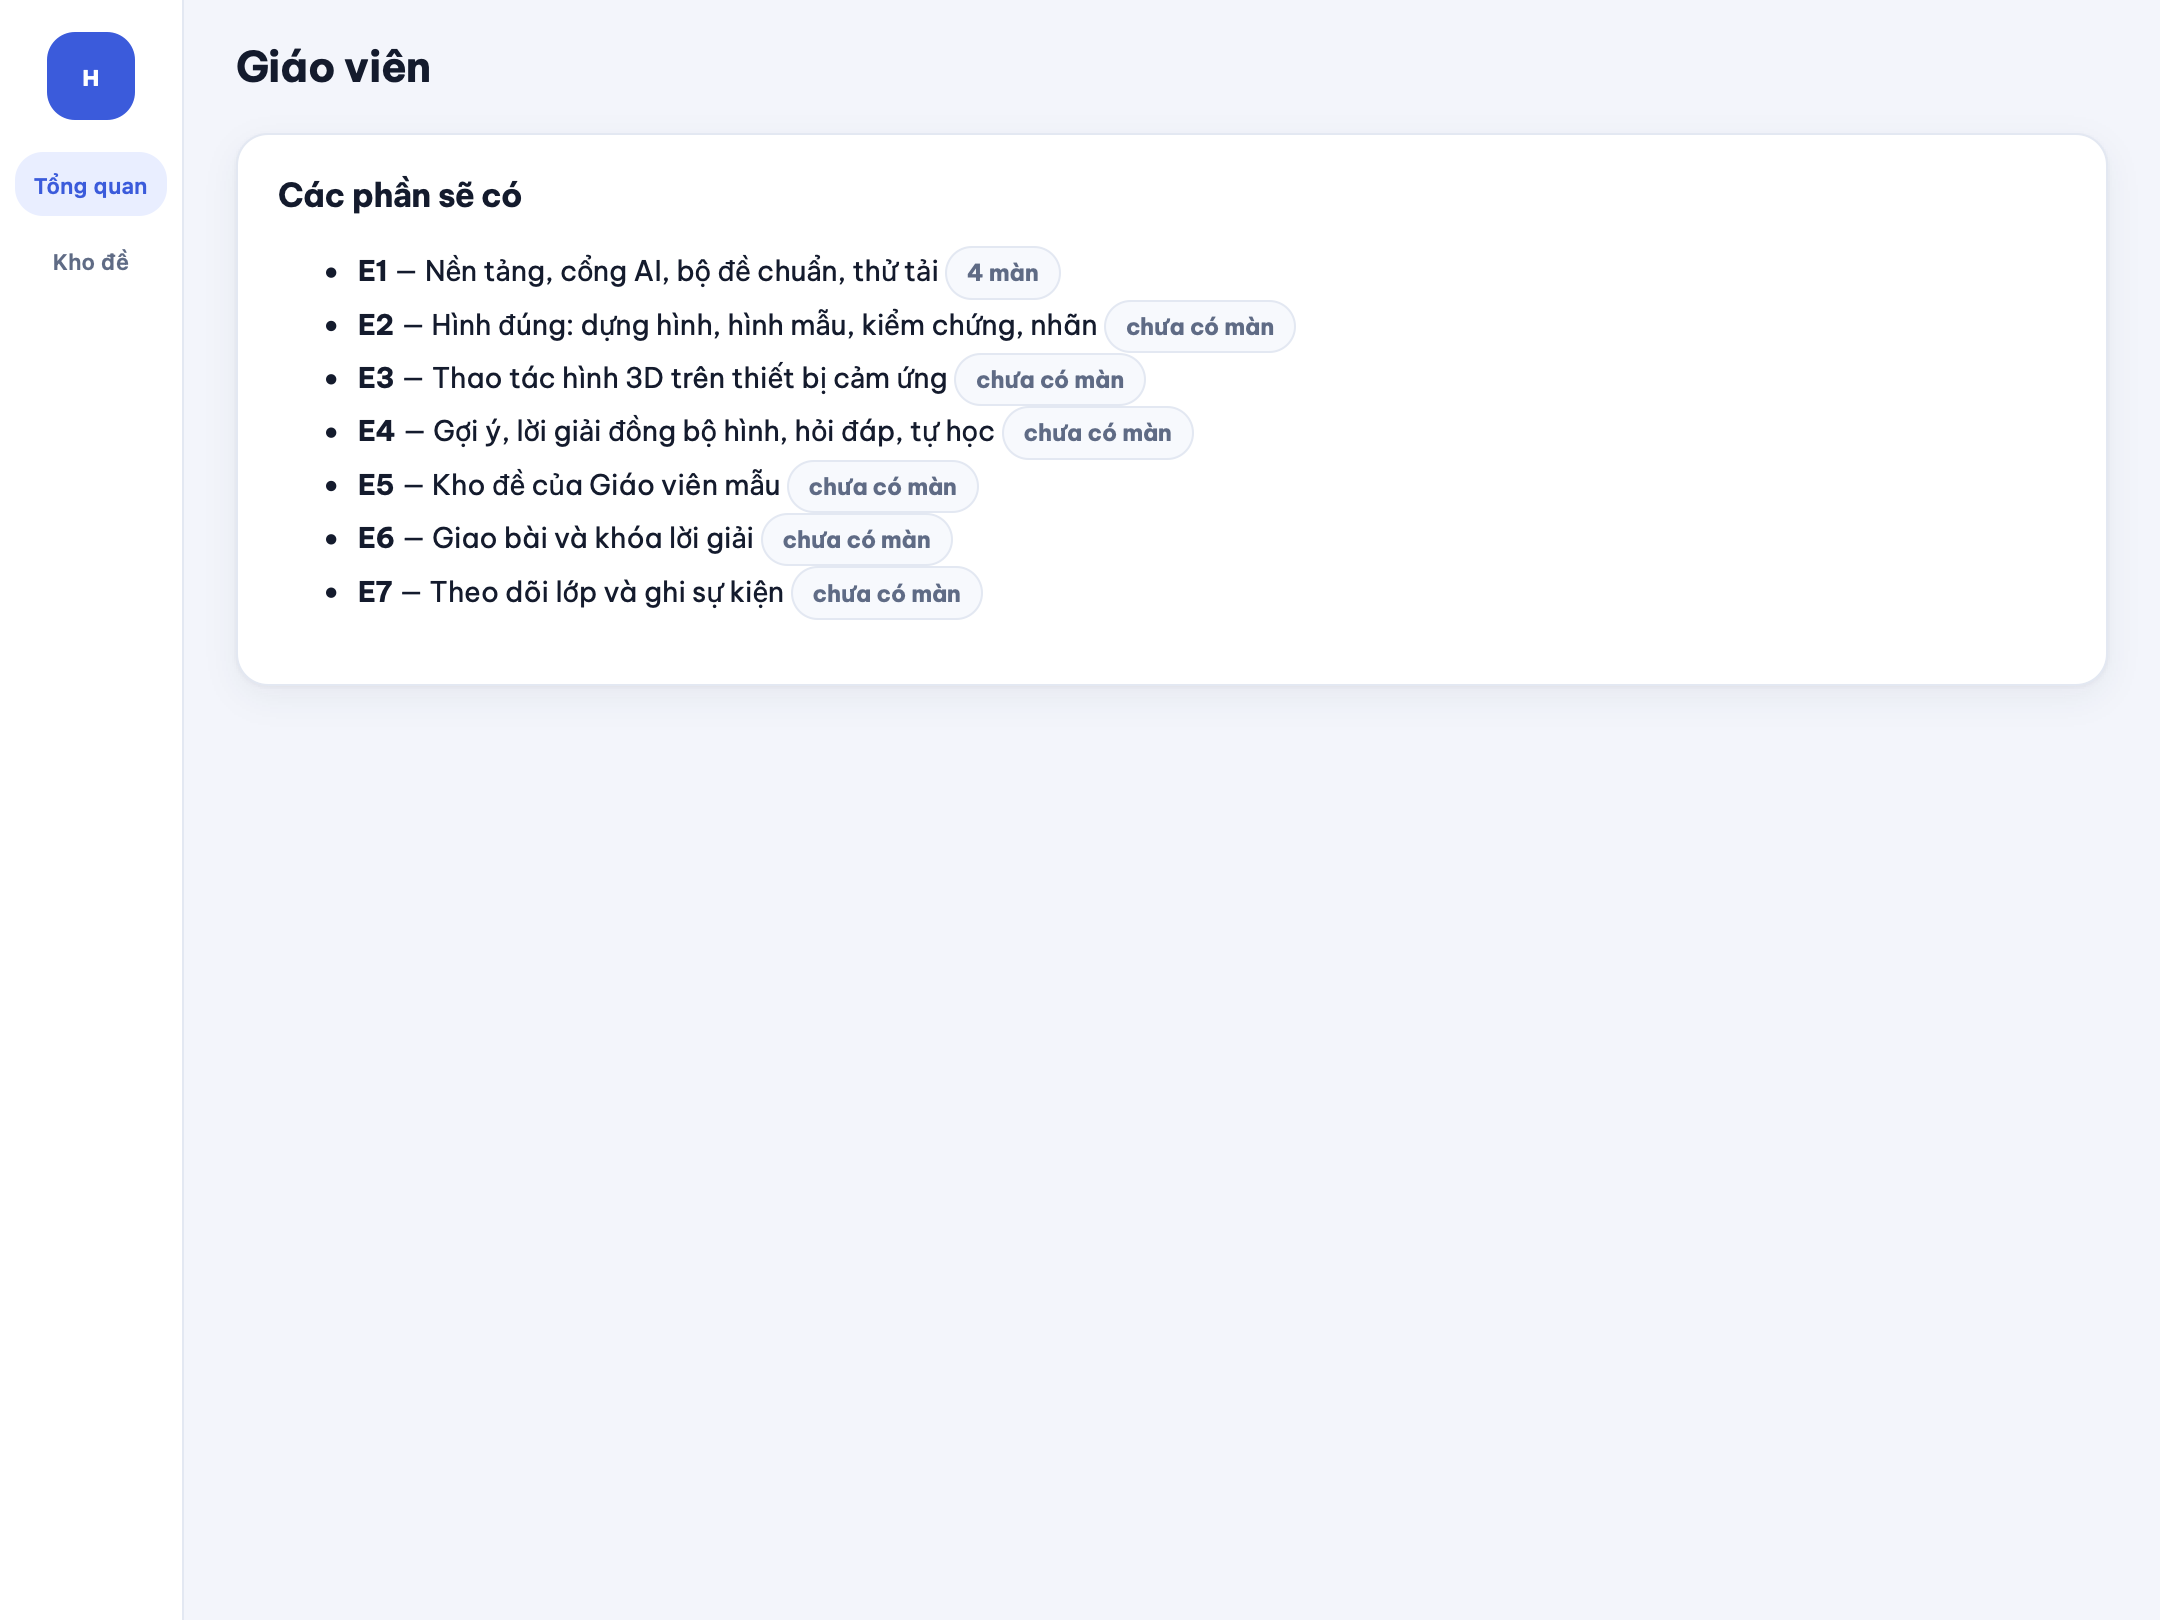 H
Tổng quan
Kho đề
Giáo viên
Các phần sẽ có
• E1 — Nền tảng, cổng AI, bộ đề chuẩn, thử tải 4 màn
• E2 — Hình đúng: dựng hình, hình mẫu, kiểm chứng, nhãn chưa có màn
• E3 — Thao tác hình 3D trên thiết bị cảm ứng chưa có màn
• E4 — Gợi ý, lời giải đồng bộ hình, hỏi đáp, tự học chưa có màn
• E5 — Kho đề của Giáo viên mẫu chưa có màn
• E6 — Giao bài và khóa lời giải chưa có màn
• E7 — Theo dõi lớp và ghi sự kiện chưa có màn